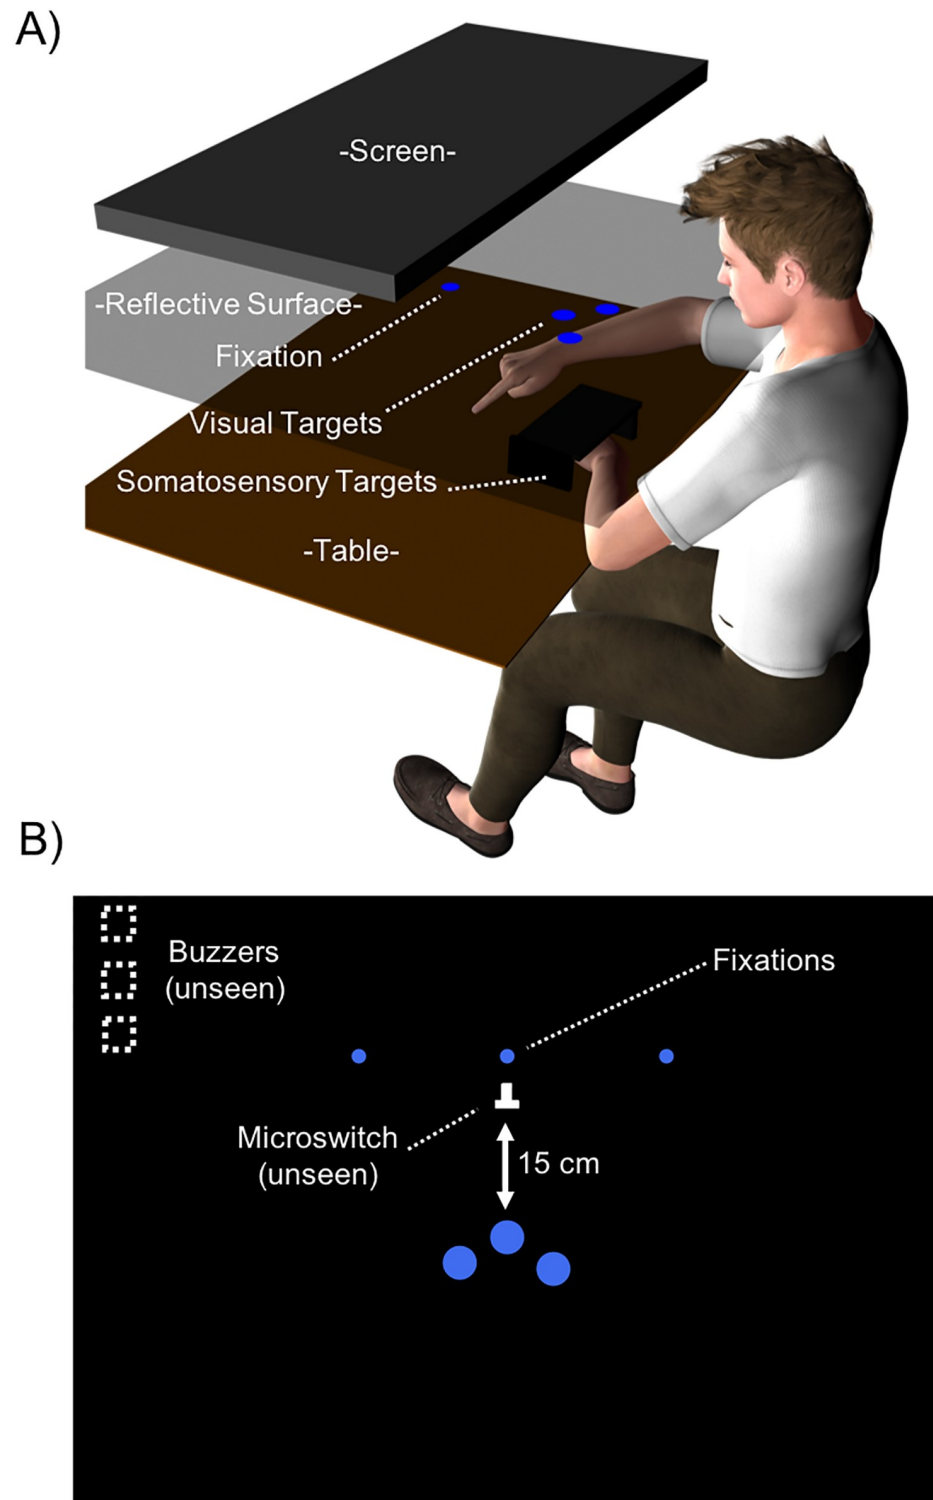 A)
-Screen-
-Reflective Surface-
Fixation
Visual Targets
Somatosensory Targets
-Table-
B)
Buzzers
(unseen)
Fixations
Microswitch
(unseen)
15 cm